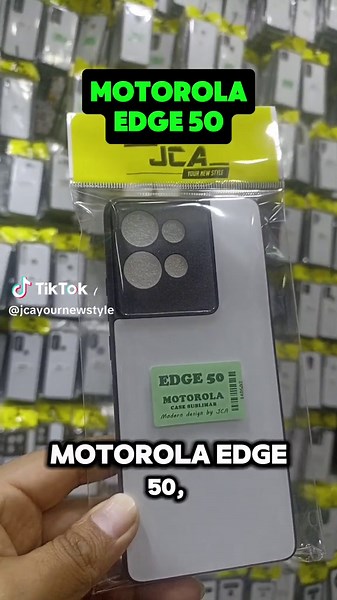 MOTOROLA
EDGE 50
JCA
YOUR NEW STYLE
TikTok
@jcayournewstyle
EDGE 50
MOTOROLA
CASE SUBLIMAR
Modern design by JCA
MOTOROLA EDGE
50,